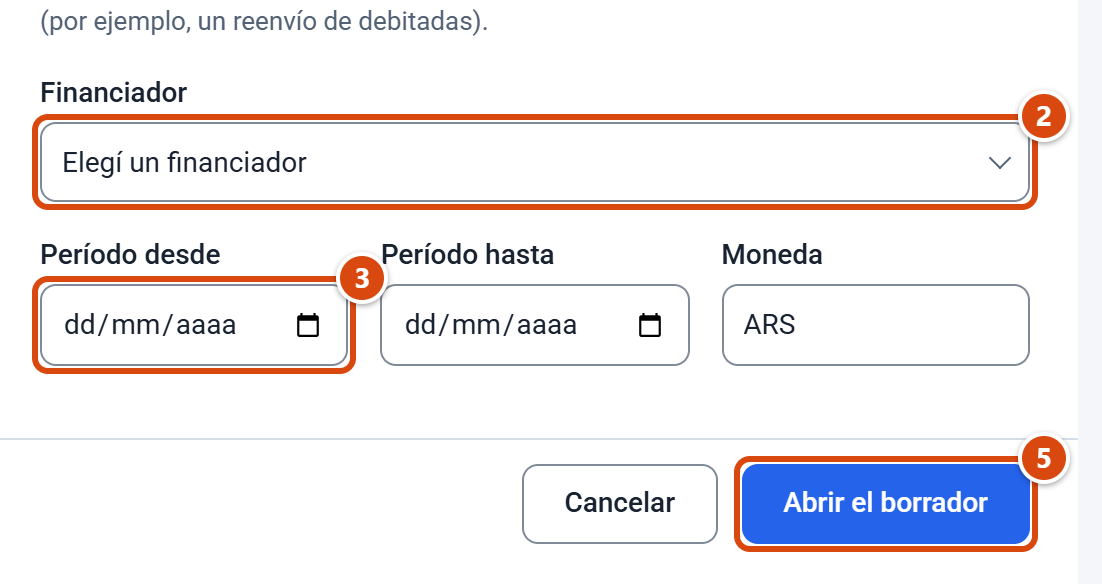 (por ejemplo, un reenvío de debitadas).
Financiador
2
Elegí un financiador
Período desde
Período hasta
Moneda
3
dd/mm/aaaa
dd/mm/aaaa
ARS
5
Cancelar
Abrir el borrador